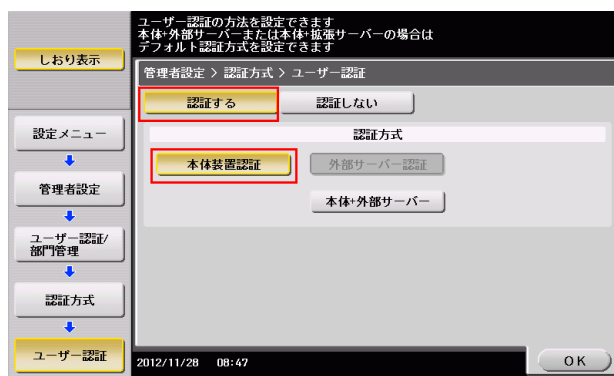 ユーザー認証の方法を設定できます
本体+外部サーバーまたは本体+拡張サーバーの場合は
デフォルト認証方式を設定できます
しおり表示
管理者設定 > 認証方式 > ユーザー認証
認証する
認証しない
設定メニュー
認証方式
本体装置認証
外部サーバー認証
管理者設定
本体+外部サーバー
ユーザー認証/
部門管理
認証方式
ユーザー認証
2012/11/28 08:47
OK